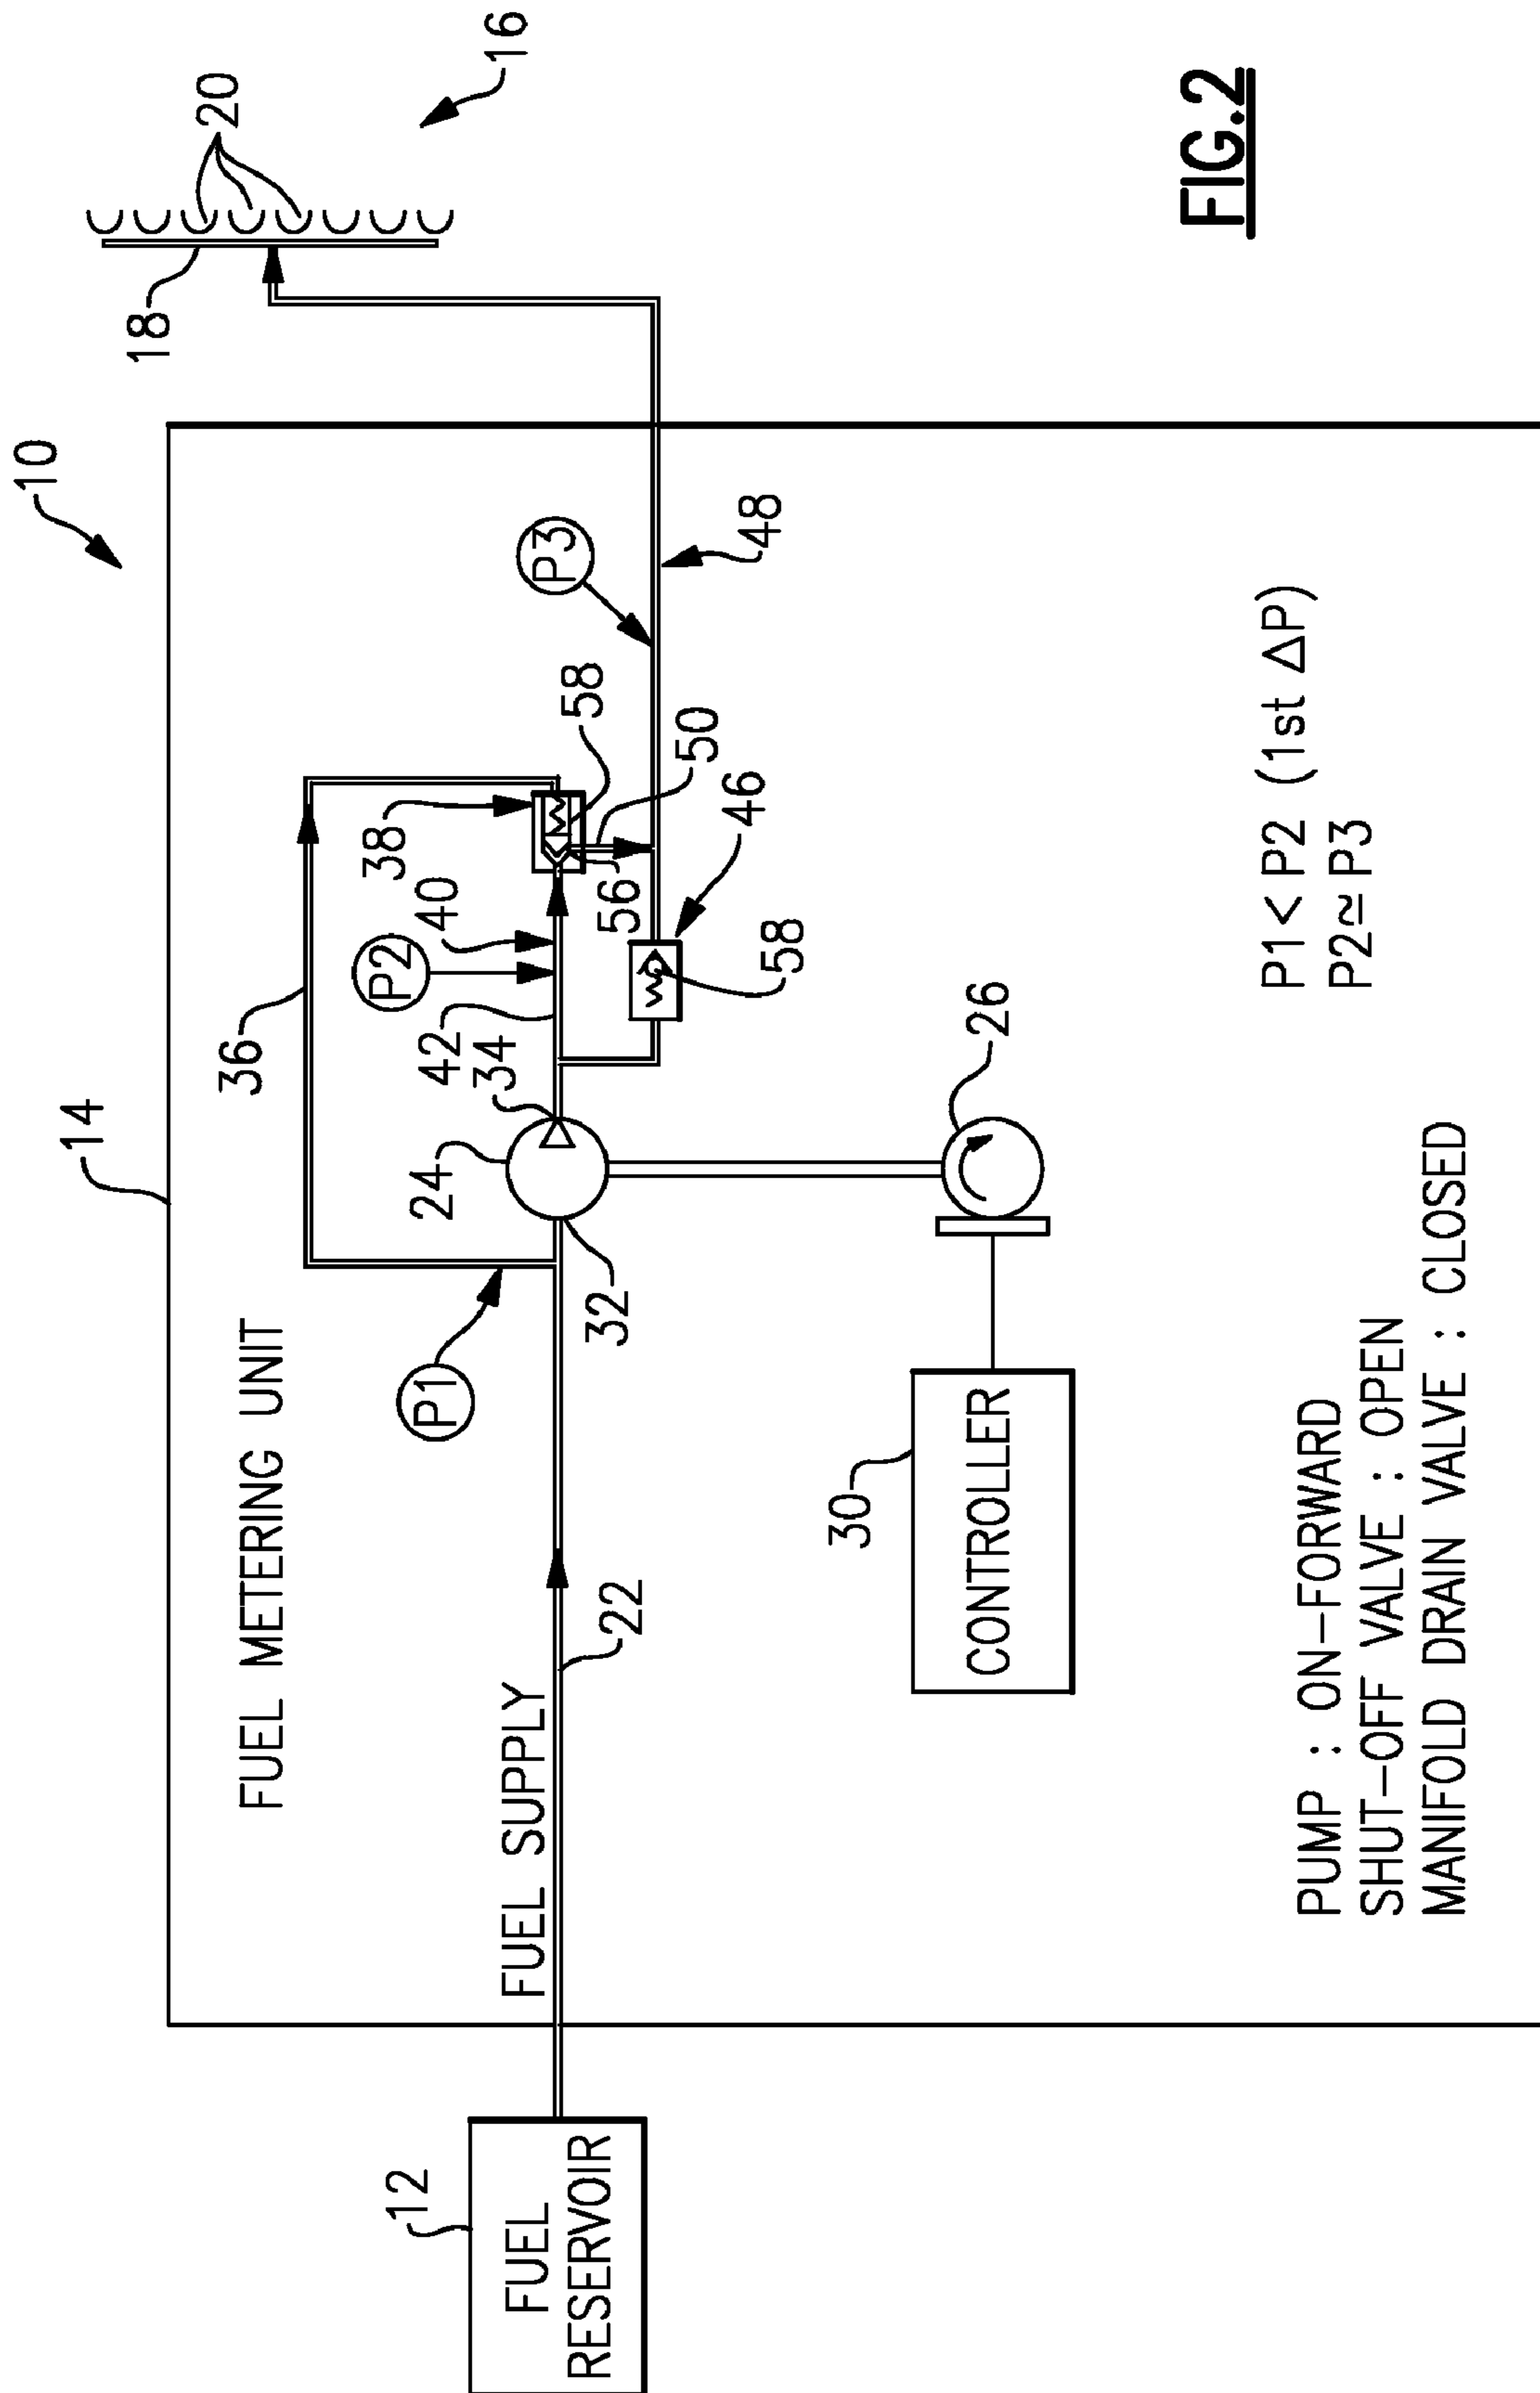 10
14
16
18
20
36
FUEL METERING UNIT
P1
P2
P3
24
34
42
40
38
32
56
58
50
48
46
58
12
FUEL
RESERVOIR
FUEL SUPPLY
22
26
30
CONTROLLER
PUMP : ON-FORWARD
SHUT-OFF VALVE : OPEN
MANIFOLD DRAIN VALVE : CLOSED
P1 < P2 (1st ΔP)
P2 ≅ P3
FIG.2